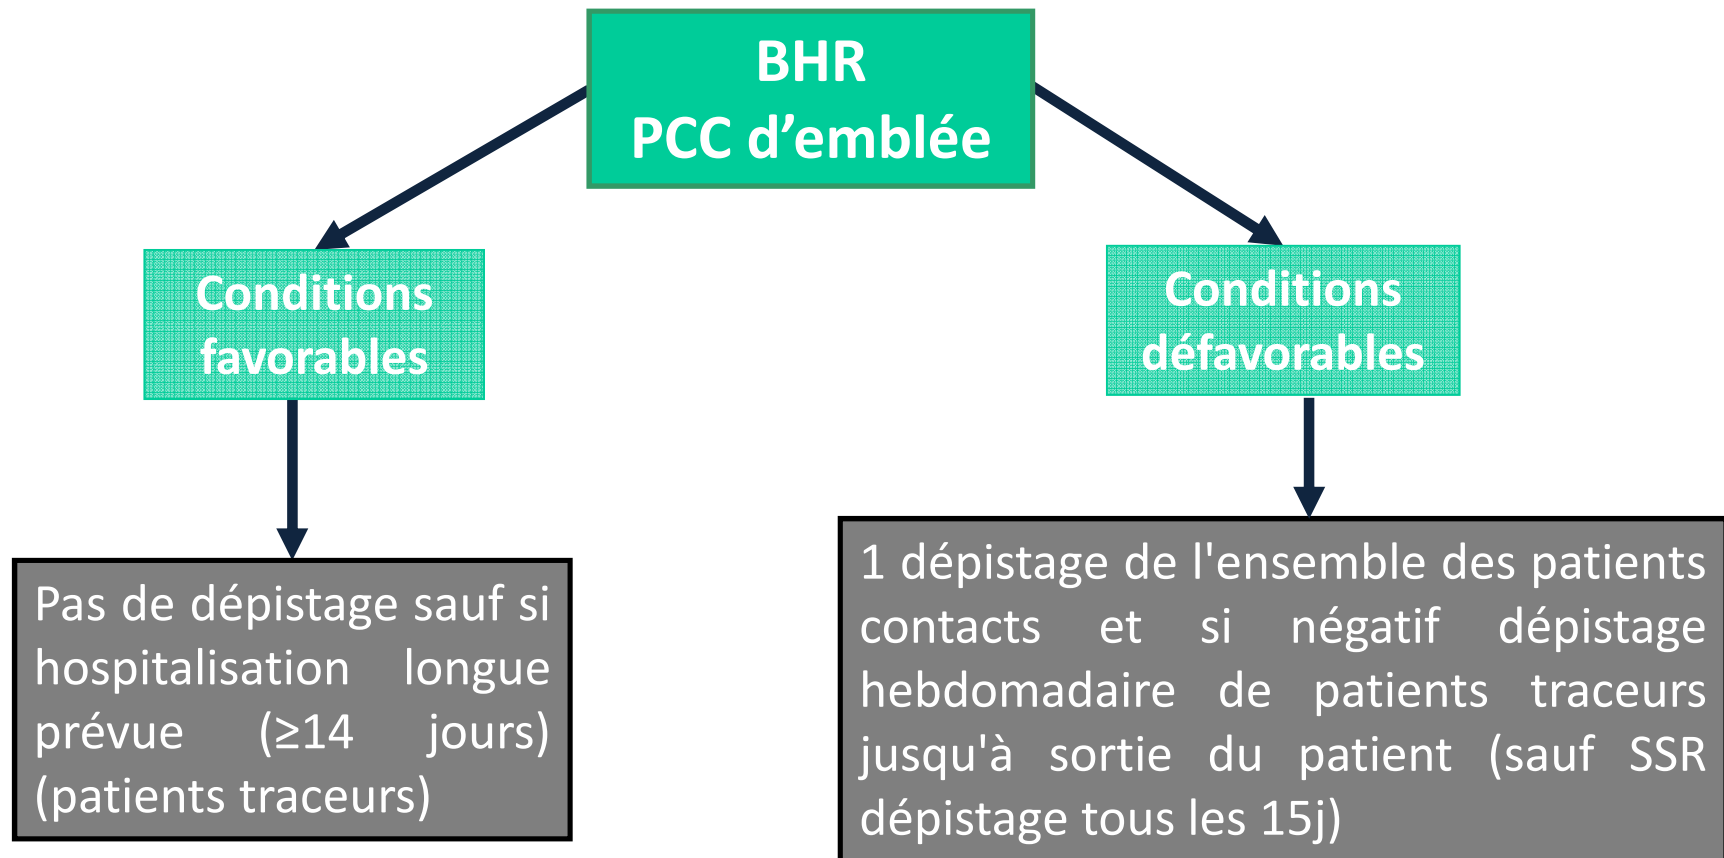 BHR
PCC d’emblée
Conditions
favorables
Conditions
défavorables
Pas de dépistage sauf si
hospitalisation longue
prévue (≥14 jours)
(patients traceurs)
1 dépistage de l'ensemble des patients
contacts et si négatif dépistage
hebdomadaire de patients traceurs
jusqu'à sortie du patient (sauf SSR
dépistage tous les 15j)